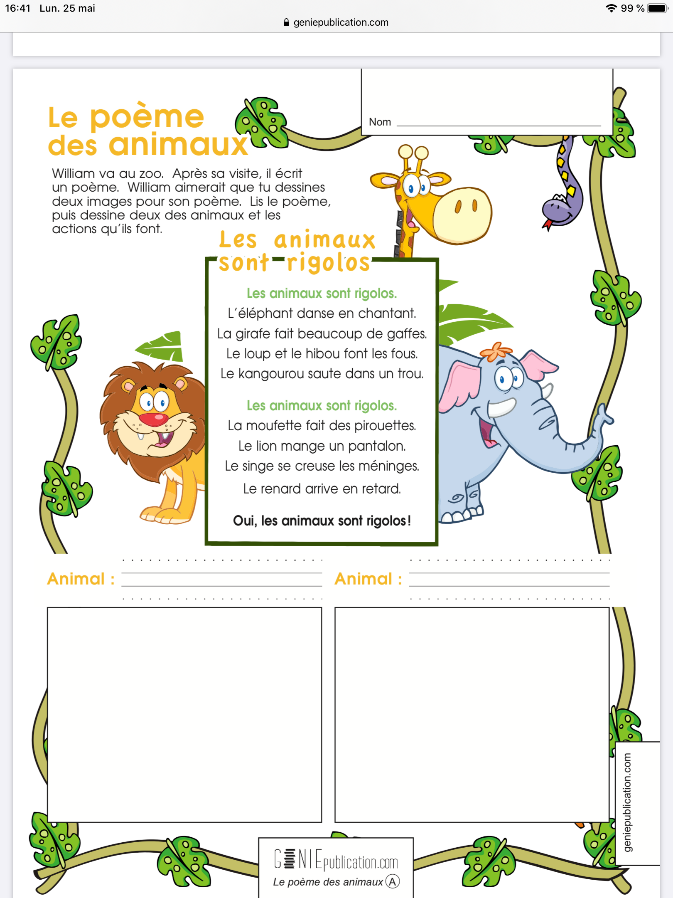 16:41 Lun. 25 mai
99 %
geniepublication.com
Nom
Le poème
des animaux
William va au zoo. Après sa visite, il écrit
un poème. William aimerait que tu dessines
deux images pour son poème. Lis le poème,
puis dessine deux des animaux et les
actions qu'ils font.
Les animaux
sont rigolos
Les animaux sont rigolos.
L'éléphant danse en chantant.
La girafe fait beaucoup de gaffes.
Le loup et le hibou font les fous.
Le kangourou saute dans un trou.
Les animaux sont rigolos.
La moufette fait des pirouettes.
Le lion mange un pantalon.
Le singe se creuse les méninges.
Le renard arrive en retard.
Oui, les animaux sont rigolos!
Animal :
Animal :
geniepublication.com
GÉNIEpublication.com
Le poème des animaux A